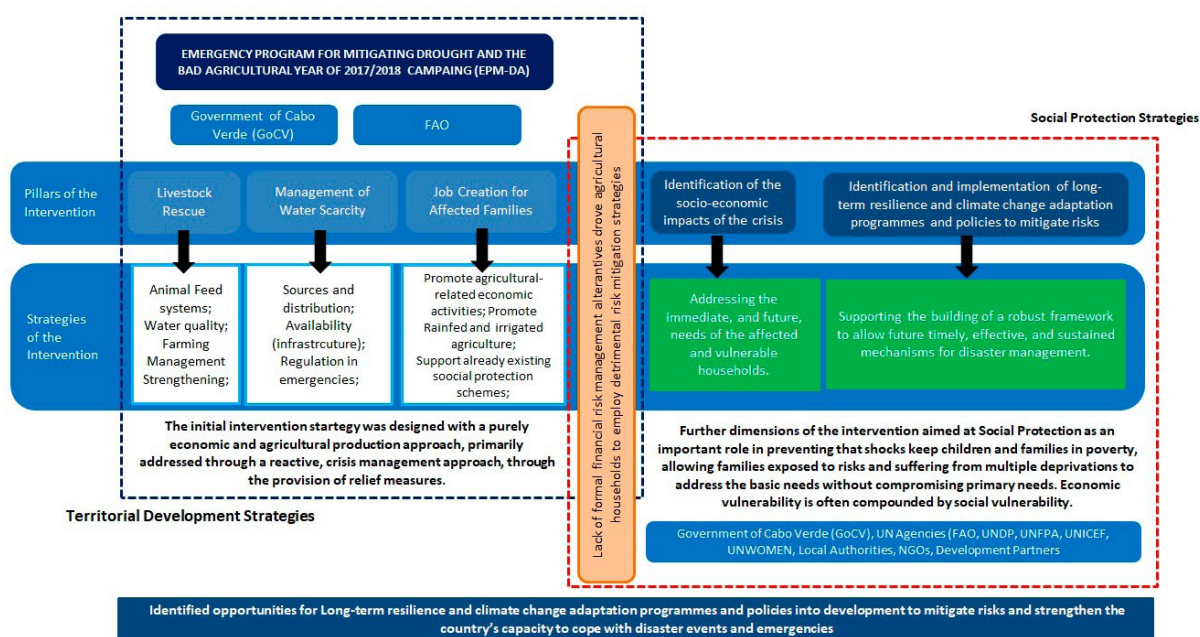 EMERGENCY PROGRAM FOR MITIGATING DROUGHT AND THE
BAD AGRICULTURAL YEAR OF 2017/2018 CAMPAING (EPM-DA)
Government of Cabo
Verde (GoCV)
FAO
Social Protection Strategies
Pillars of the
Intervention
Livestock
Rescue
Management of
Water Scarcity
Job Creation for
Affected Families
Lack of formal financial risk management alterantives drove agricultural
households to employ detrimental risk mitigation strategies
Identification of the
socio-economic
impacts of the crisis
Identification and implementation of long-
term resilience and climate change adaptation
programmes and policies to mitigate risks
Strategies
of the
Intervention
Animal Feed
systems;
Water quality;
Farming
Management
Strengthening;
Sources and
distribution;
Availability
(infrastrcuture);
Regulation in
emergencies;
Promote agricultural-
related economic
activities; Promote
Rainfed and irrigated
agriculture;
Support already existing
soocial protection
schemes;
Addressing the
immediate, and future,
needs of the affected
and vulnerable
households.
Supporting the building of a robust framework
to allow future timely, effective, and sustained
mechanisms for disaster management.
The initial intervention startegy was designed with a purely
economic and agricultural production approach, primarily
addressed through a reactive, crisis management approach, through
the provision of relief measures.
Territorial Development Strategies
Further dimensions of the intervention aimed at Social Protection as an
important role in preventing that shocks keep children and families in poverty,
allowing families exposed to risks and suffering from multiple deprivations to
address the basic needs without compromising primary needs. Economic
vulnerability is often compounded by social vulnerability.
Government of Cabo Verde (GoCV), UN Agencies (FAO, UNDP, UNFPA, UNICEF,
UNWOMEN, Local Authorities, NGOs, Development Partners
Identified opportunities for Long-term resilience and climate change adaptation programmes and policies into development to mitigate risks and strengthen the
country's capacity to cope with disaster events and emergencies